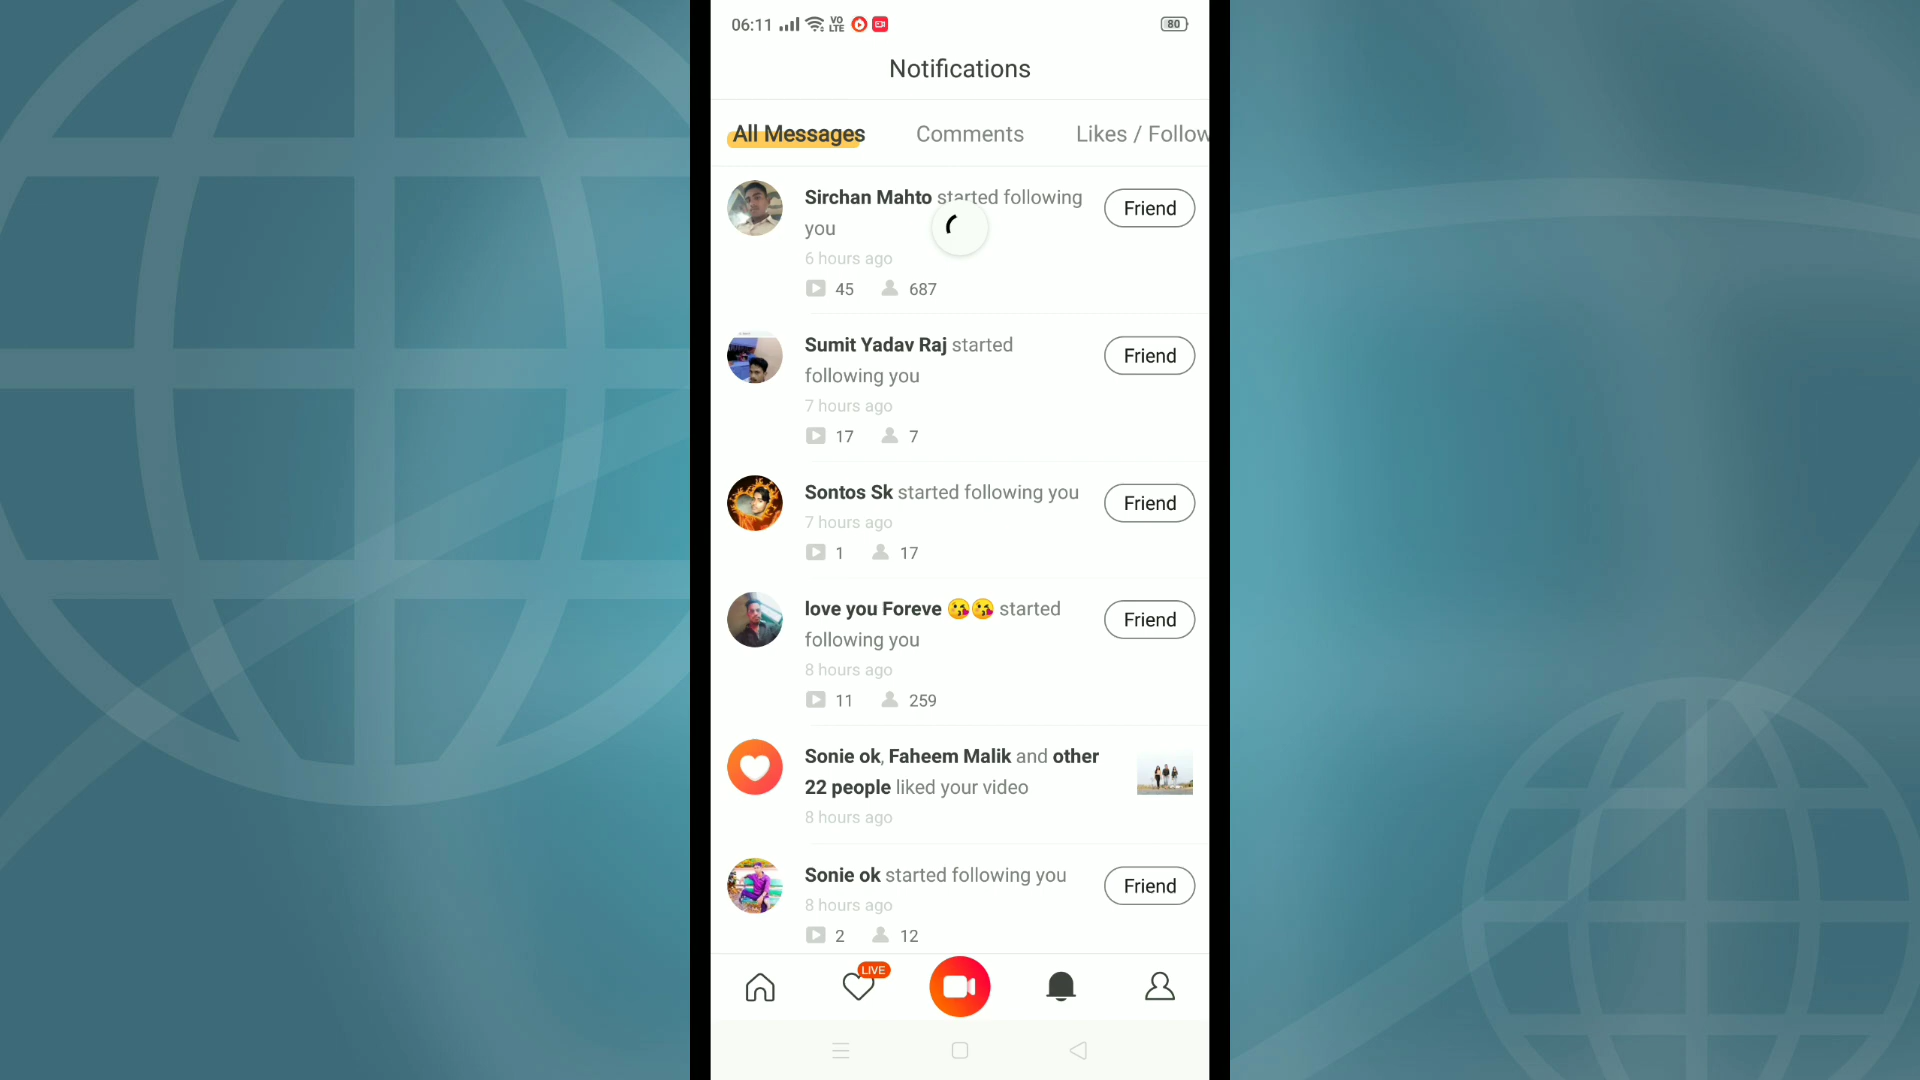 06:11 VO LTE 80
Notifications
All Messages Comments Likes / Follow
Sirchan Mahto started following
you
Friend
6 hours ago
45 687
Sumit Yadav Raj started
following you
Friend
7 hours ago
17 7
Sontos Sk started following you
Friend
7 hours ago
1 17
love you Foreve 😘😘 started
following you
Friend
8 hours ago
11 259
Sonie ok, Faheem Malik and other
22 people liked your video
8 hours ago
Sonie ok started following you
Friend
8 hours ago
2 12
LIVE